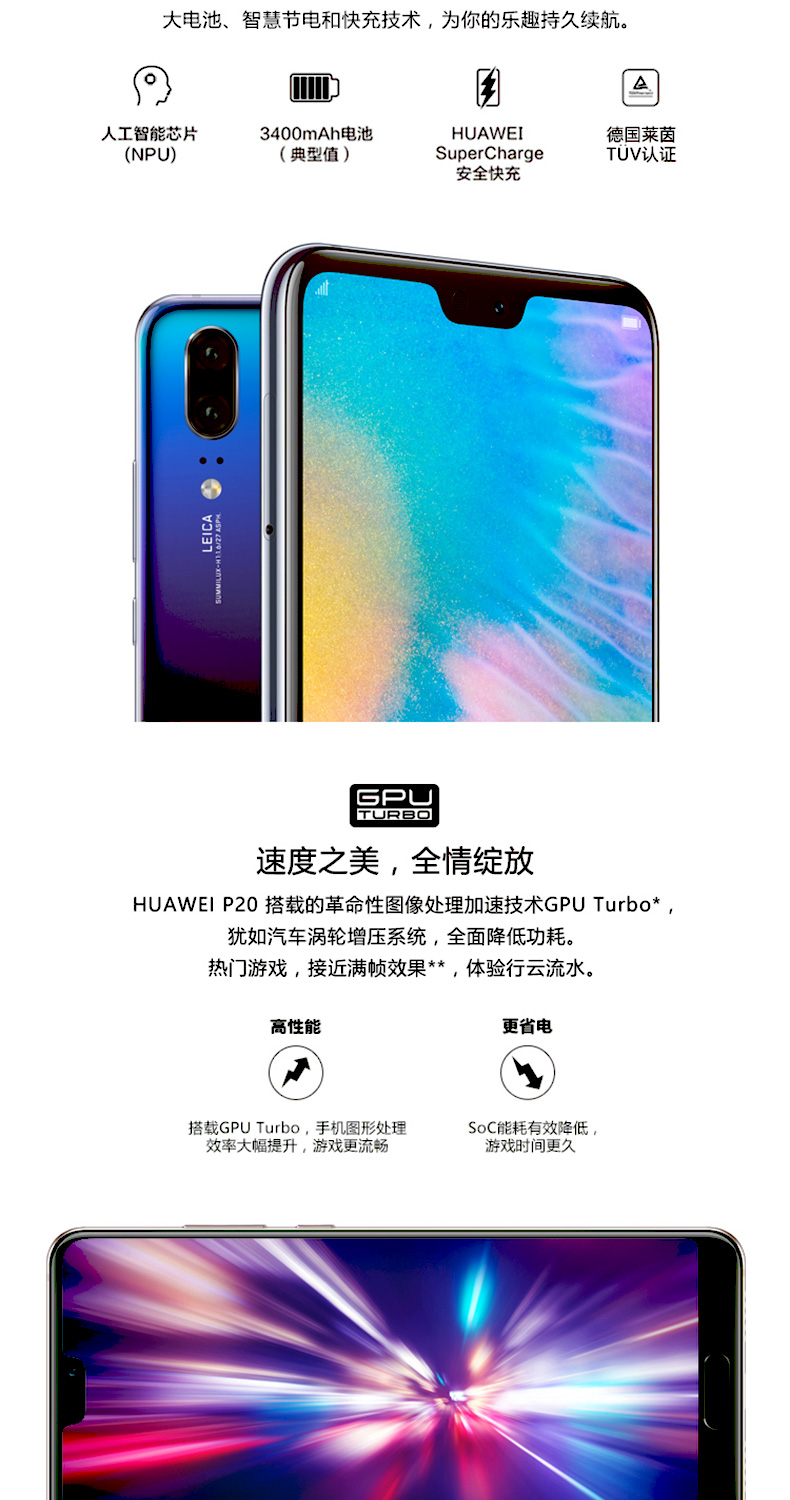 大电池、智慧节电和快充技术，为你的乐趣持久续航。
人工智能芯片
(NPU)
3400mAh电池
（典型值）
HUAWEI
SuperCharge
安全快充
德国莱茵
TÜV认证
LEICA
SUMMILUX-H 1:1.6/27 ASPH.
GPU
TURBO
速度之美，全情绽放
HUAWEI P20 搭载的革命性图像处理加速技术GPU Turbo*，
犹如汽车涡轮增压系统，全面降低功耗。
热门游戏，接近满帧效果**，体验行云流水。
高性能
搭载GPU Turbo，手机图形处理
效率大幅提升，游戏更流畅
更省电
SoC能耗有效降低，
游戏时间更久